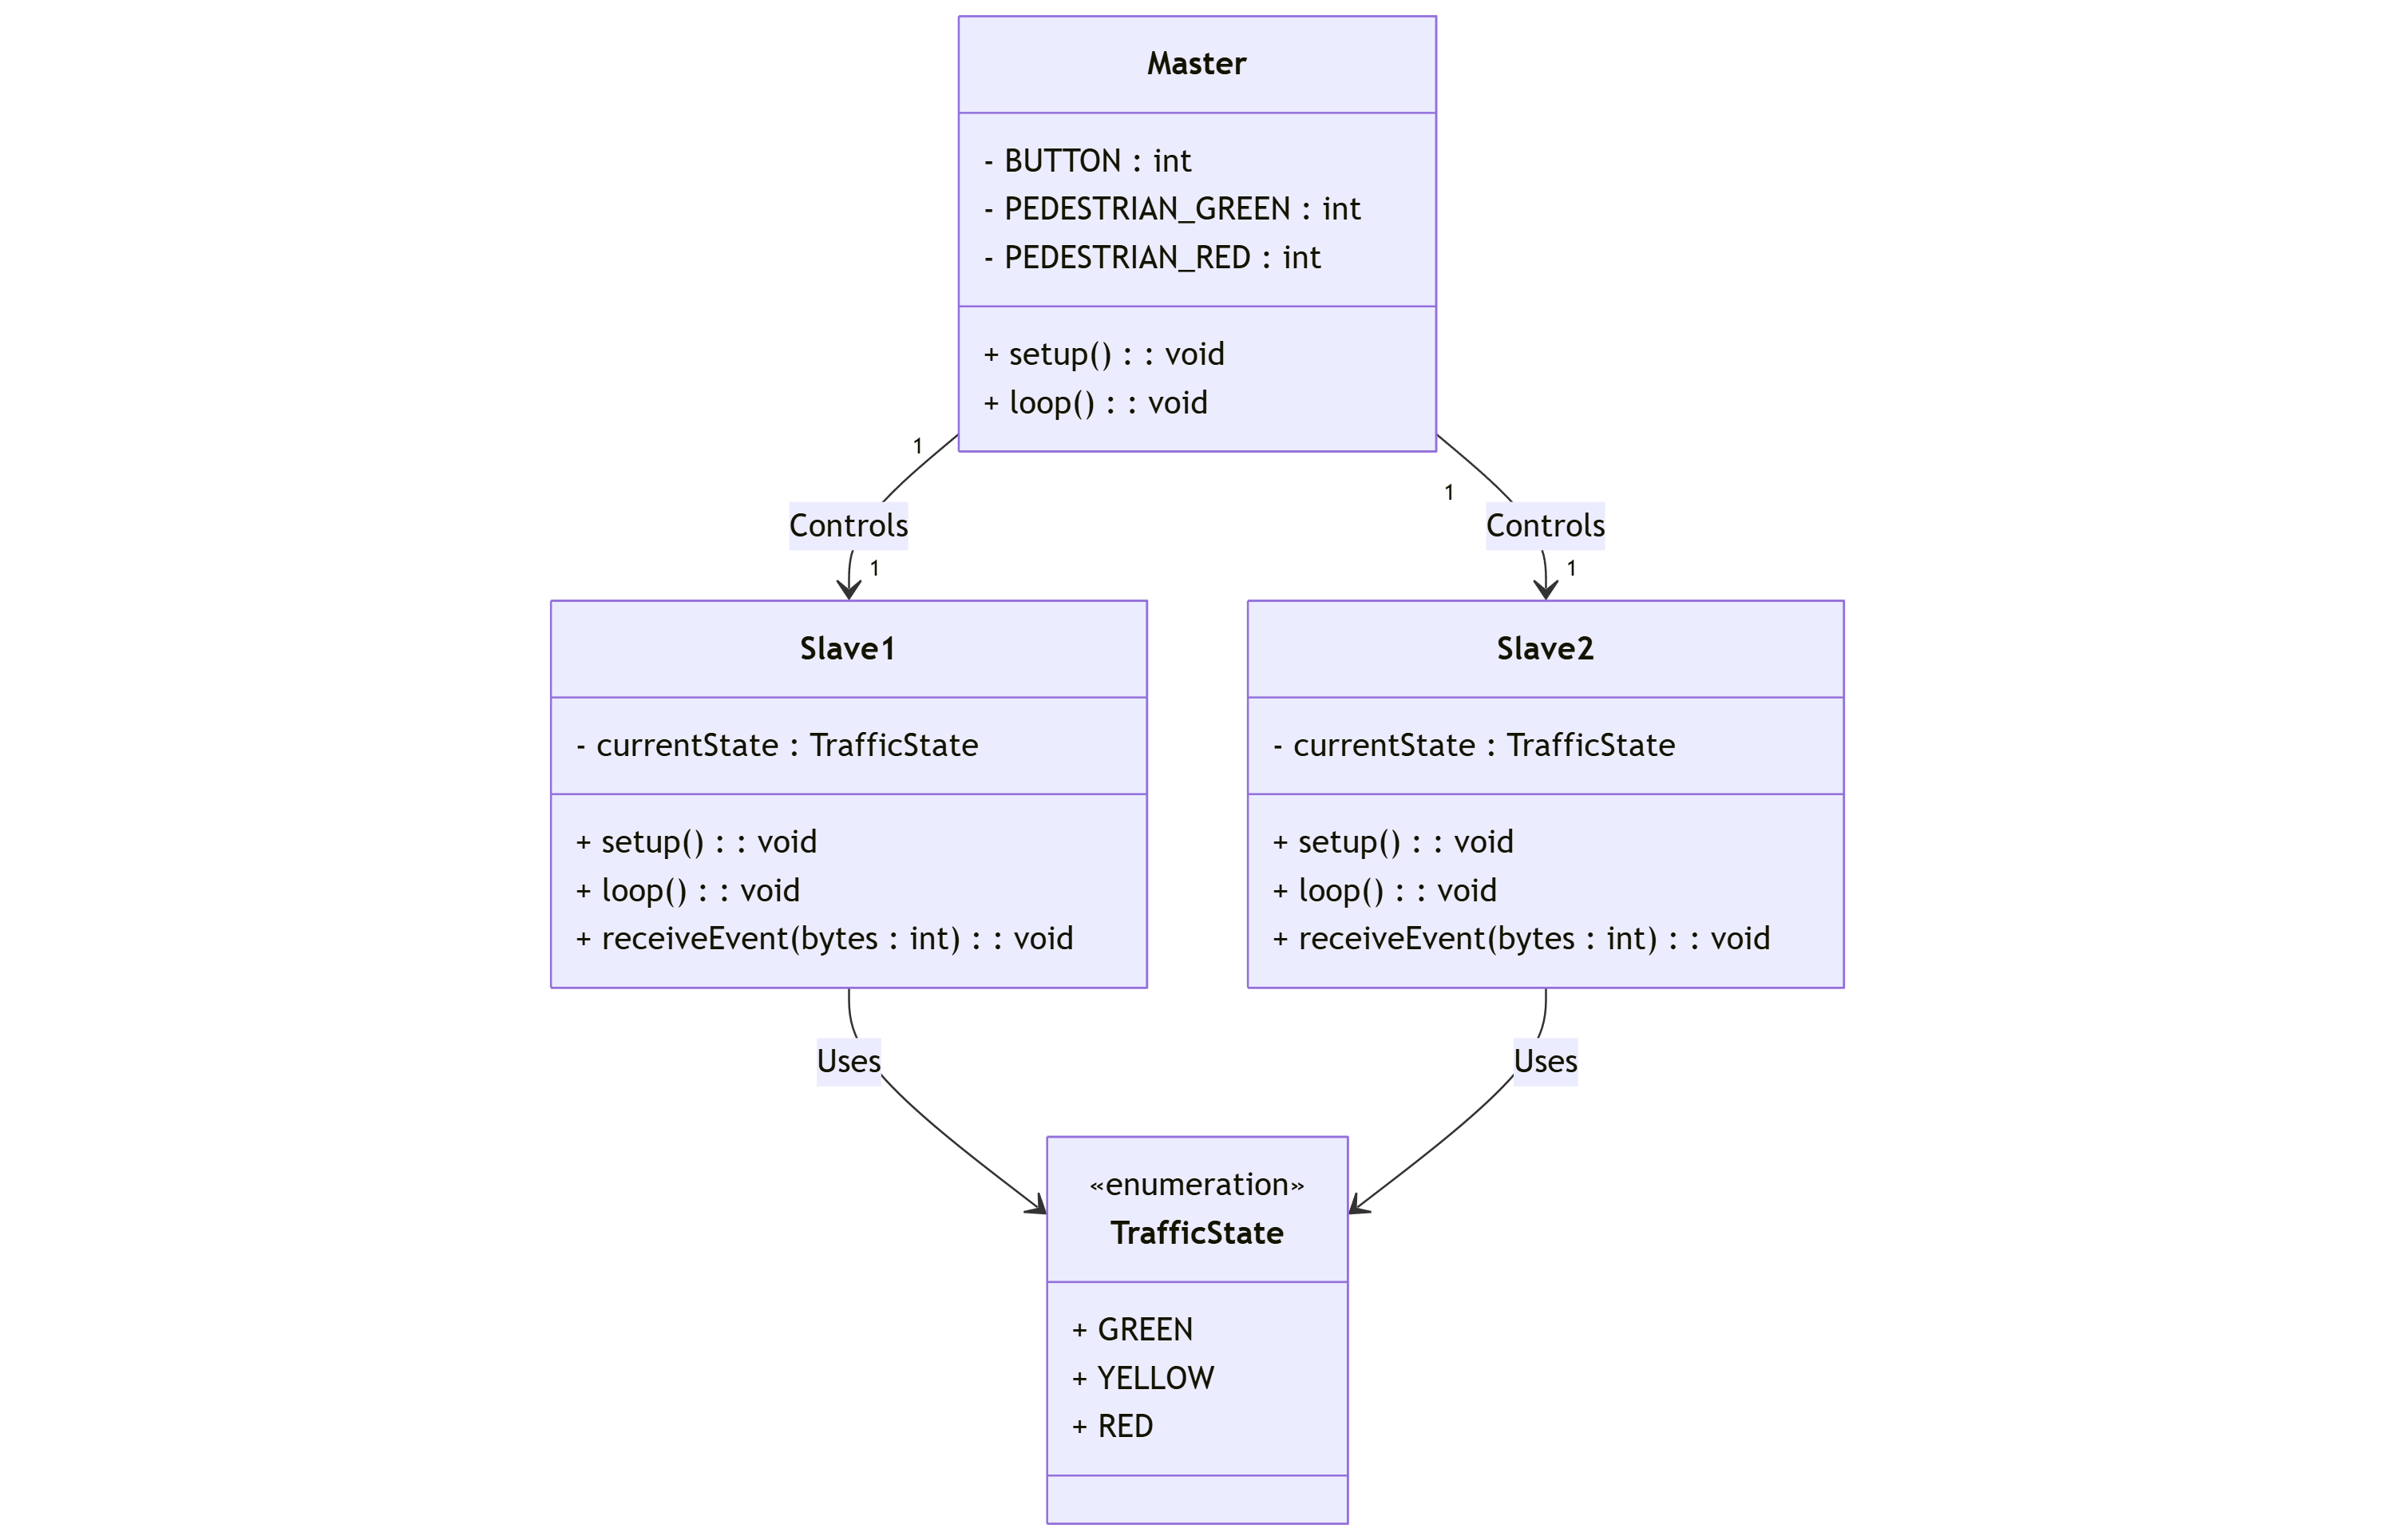 Master
- BUTTON : int
- PEDESTRIAN_GREEN : int
- PEDESTRIAN_RED : int
+ setup() : : void
+ loop() : : void
1
1
Controls
Controls
1
1
Slave1
- currentState : TrafficState
+ setup() : : void
+ loop() : : void
+ receiveEvent(bytes : int) : : void
Slave2
- currentState : TrafficState
+ setup() : : void
+ loop() : : void
+ receiveEvent(bytes : int) : : void
Uses
Uses
«enumeration»
TrafficState
+ GREEN
+ YELLOW
+ RED